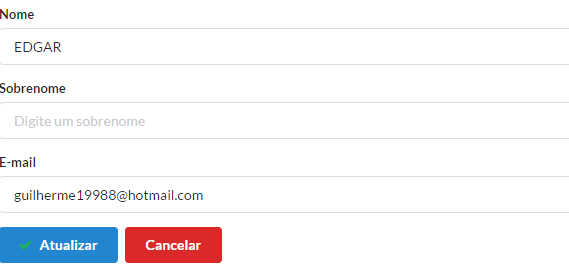 Nome
EDGAR
Sobrenome
Digite um sobrenome
E-mail
guilherme19988@hotmail.com
Atualizar
Cancelar